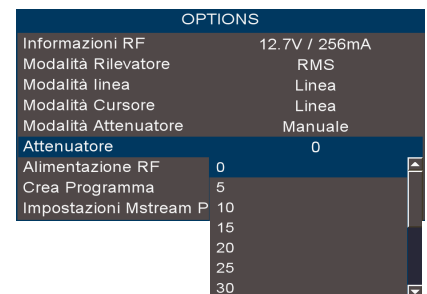 OPTIONS
Informazioni RF 12.7V / 256mA
Modalità Rilevatore RMS
Modalità linea Linea
Modalità Cursore Linea
Modalità Attenuatore Manuale
Attenuatore 0
Alimentazione RF 0
Crea Programma 5
Impostazioni Mstream P 10
15
20
25
30